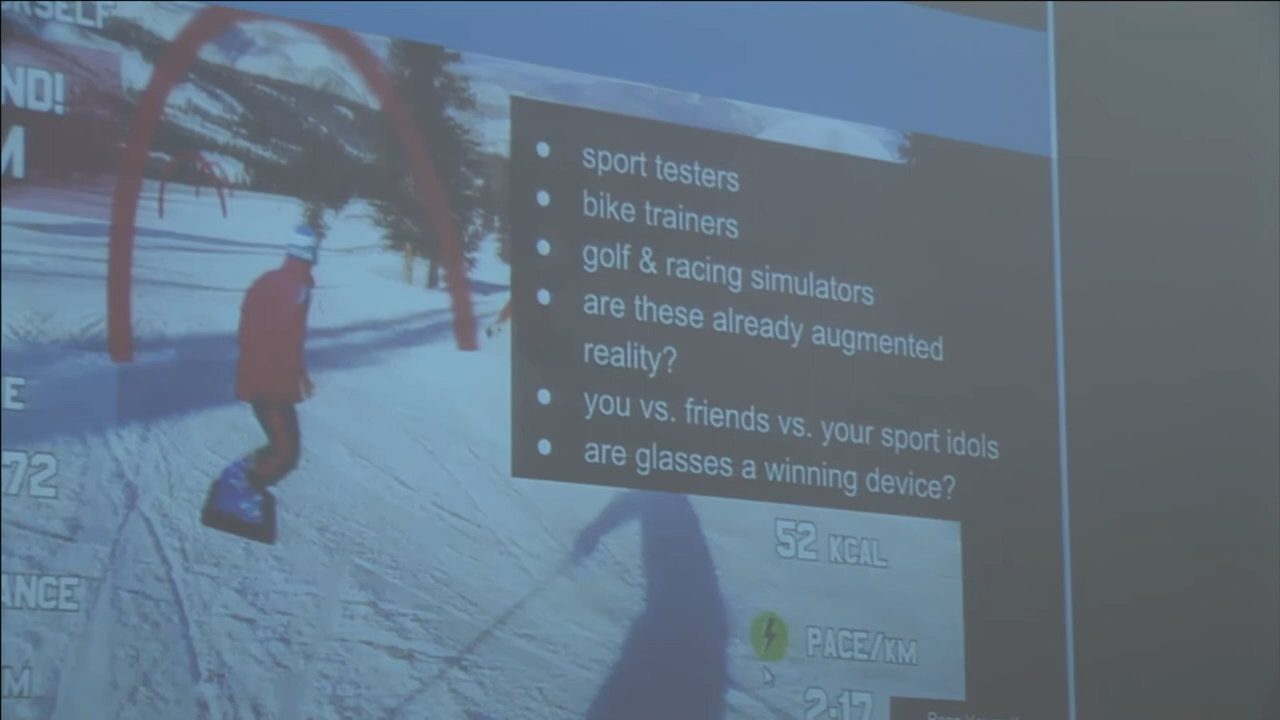 ND!
M
sport testers
bike trainers
golf & racing simulators
are these already augmented
reality?
you vs. friends vs. your sport idols
are glasses a winning device?
E
72
52 KCAL
ANCE
PACE/KM
M
2:17